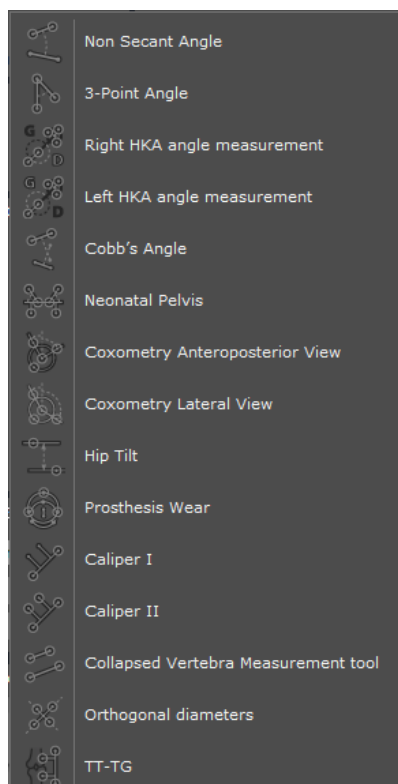 Non Secant Angle
3-Point Angle
G
D
Right HKA angle measurement
G
D
Left HKA angle measurement
Cobb's Angle
Neonatal Pelvis
Coxometry Anteroposterior View
Coxometry Lateral View
Hip Tilt
Prosthesis Wear
Caliper I
Caliper II
Collapsed Vertebra Measurement tool
Orthogonal diameters
TT-TG